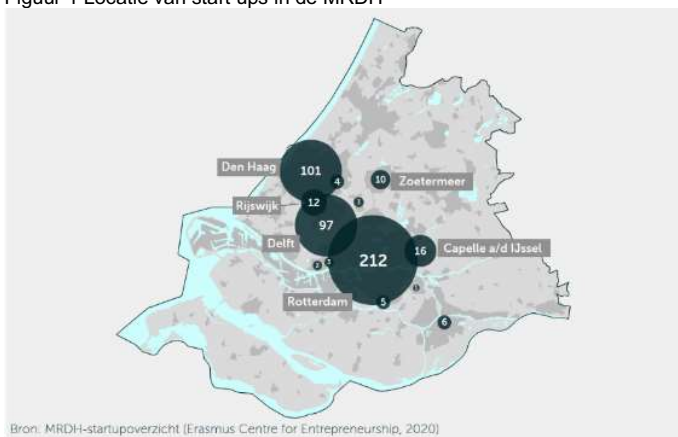 Figuur 1 Locatie van start ups in de MRDH
Den Haag
101
4
10
Zoetermeer
Rijswijk
12
97
Delft
212
16
Capelle a/d IJssel
Rotterdam
5
6
Bron: MRDH-startupoverzicht (Erasmus Centre for Entrepreneurship, 2020)